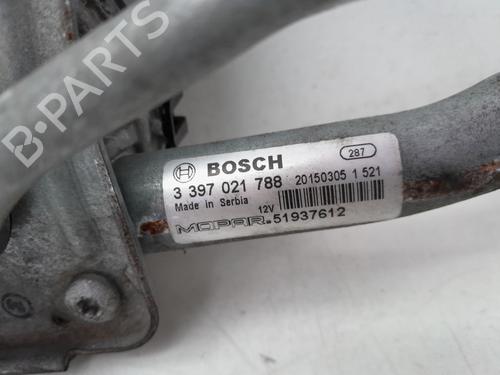 B-PARTS
BOSCH
287
3 397 021 788 20150305 1 521
Made in Serbia
12V
MOPAR. 51937612